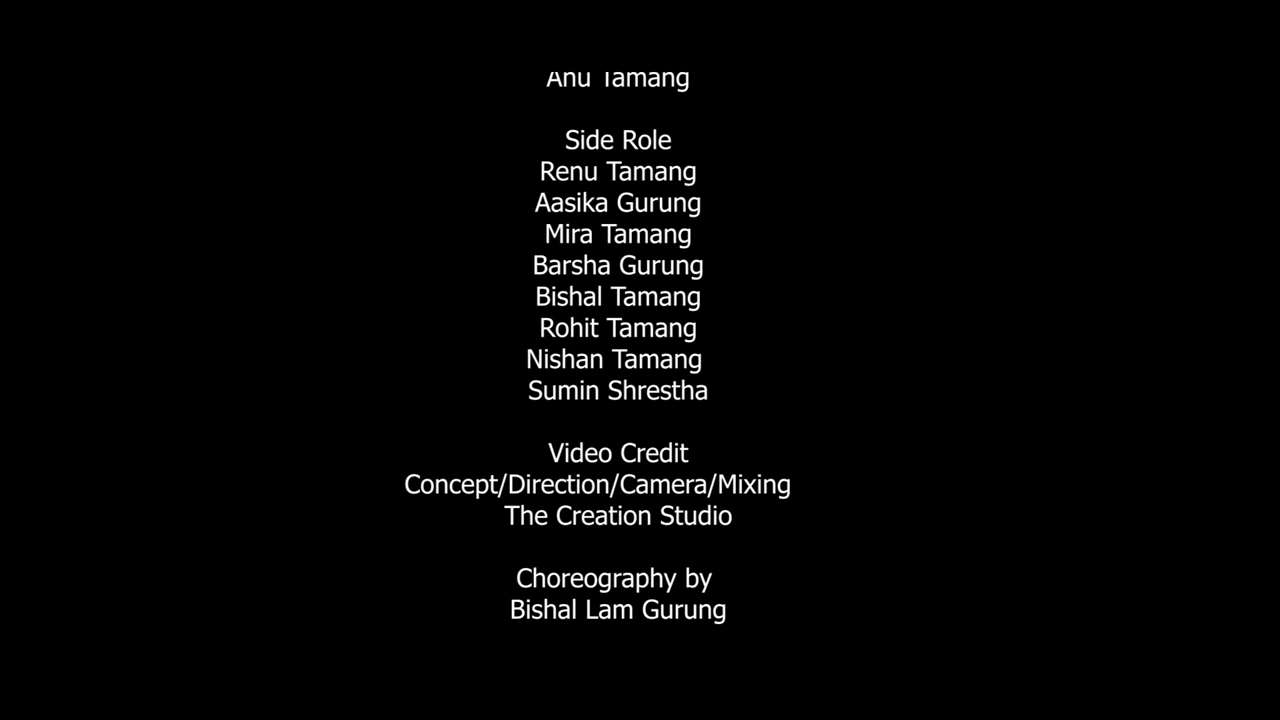 Anu Tamang
Side Role
Renu Tamang
Aasika Gurung
Mira Tamang
Barsha Gurung
Bishal Tamang
Rohit Tamang
Nishan Tamang
Sumin Shrestha
Video Credit
Concept/Direction/Camera/Mixing
The Creation Studio
Choreography by
Bishal Lam Gurung